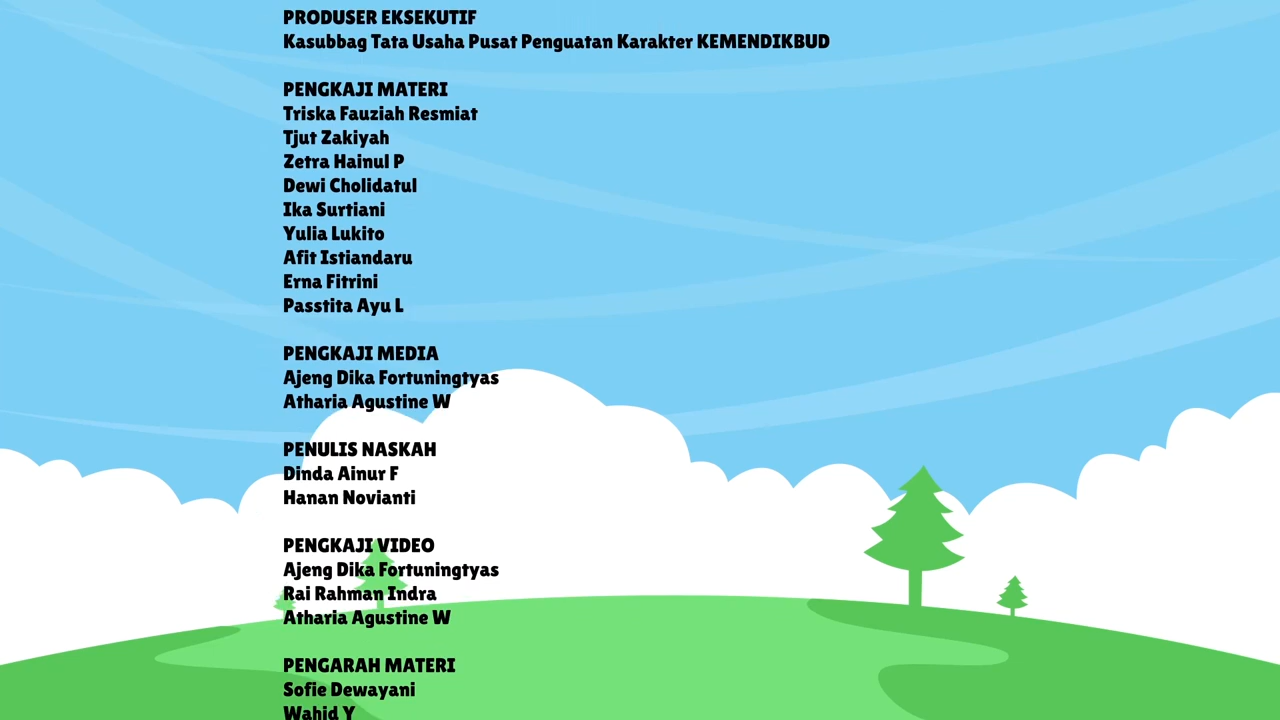 PRODUSER EKSEKUTIF
Kasubbag Tata Usaha Pusat Penguatan Karakter KEMENDIKBUD
PENGKAJI MATERI
Triska Fauziah Resmiat
Tjut Zakiyah
Zetra Hainul P
Dewi Cholidatul
Ika Surtiani
Yulia Lukito
Afit Istiandaru
Erna Fitrini
Passtita Ayu L
PENGKAJI MEDIA
Ajeng Dika Fortuningtyas
Atharia Agustine W
PENULIS NASKAH
Dinda Ainur F
Hanan Novianti
PENGKAJI VIDEO
Ajeng Dika Fortuningtyas
Rai Rahman Indra
Atharia Agustine W
PENGARAH MATERI
Sofie Dewayani
Wahid Y